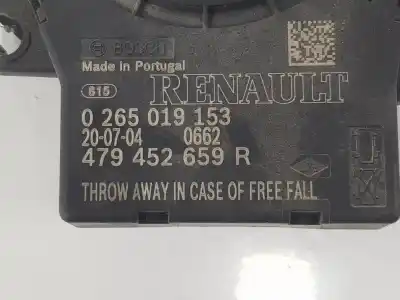 Made in Portugal
615
RENAULT
0 265 019 153
20-07-04 0662
479 452 659 R
THROW AWAY IN CASE OF FREE FALL